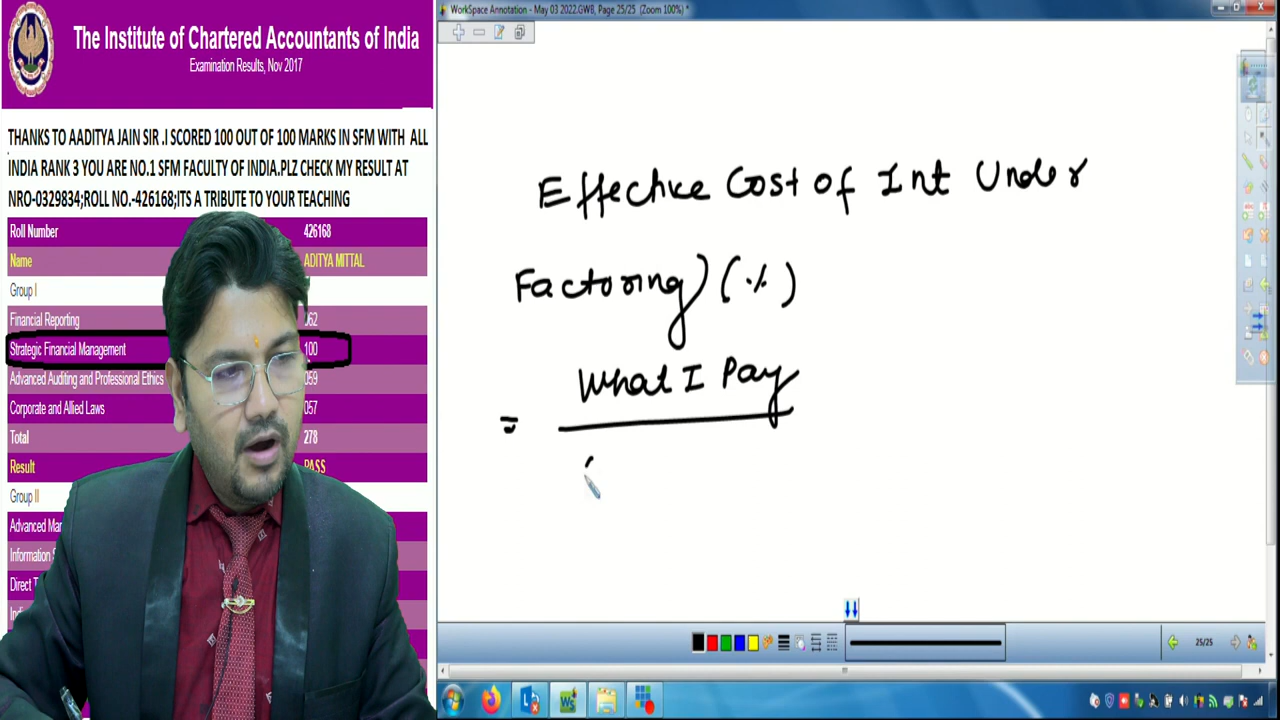 The Institute of Chartered Accountants of India
Examination Results, Nov 2017
THANKS TO AADITYA JAIN SIR .I SCORED 100 OUT OF 100 MARKS IN SFM WITH ALL
INDIA RANK 3 YOU ARE NO.1 SFM FACULTY OF INDIA.PLZ CHECK MY RESULT AT
NRO-0329834;ROLL NO.-426168;ITS A TRIBUTE TO YOUR TEACHING
Roll Number 426168
Name ADITYA MITTAL
Group I
Financial Reporting 062
Strategic Financial Management 100
Advanced Auditing and Professional Ethics 059
Corporate and Allied Laws 057
Total 278
Result PASS
Group II
Advanced
Information
Direct
WorkSpace Annotation - May 03 2022.GWB, Page 25/25 (Zoom 100%) *
Effective Cost of Int Under
Factoring) (%)
= What I Pay
25/25